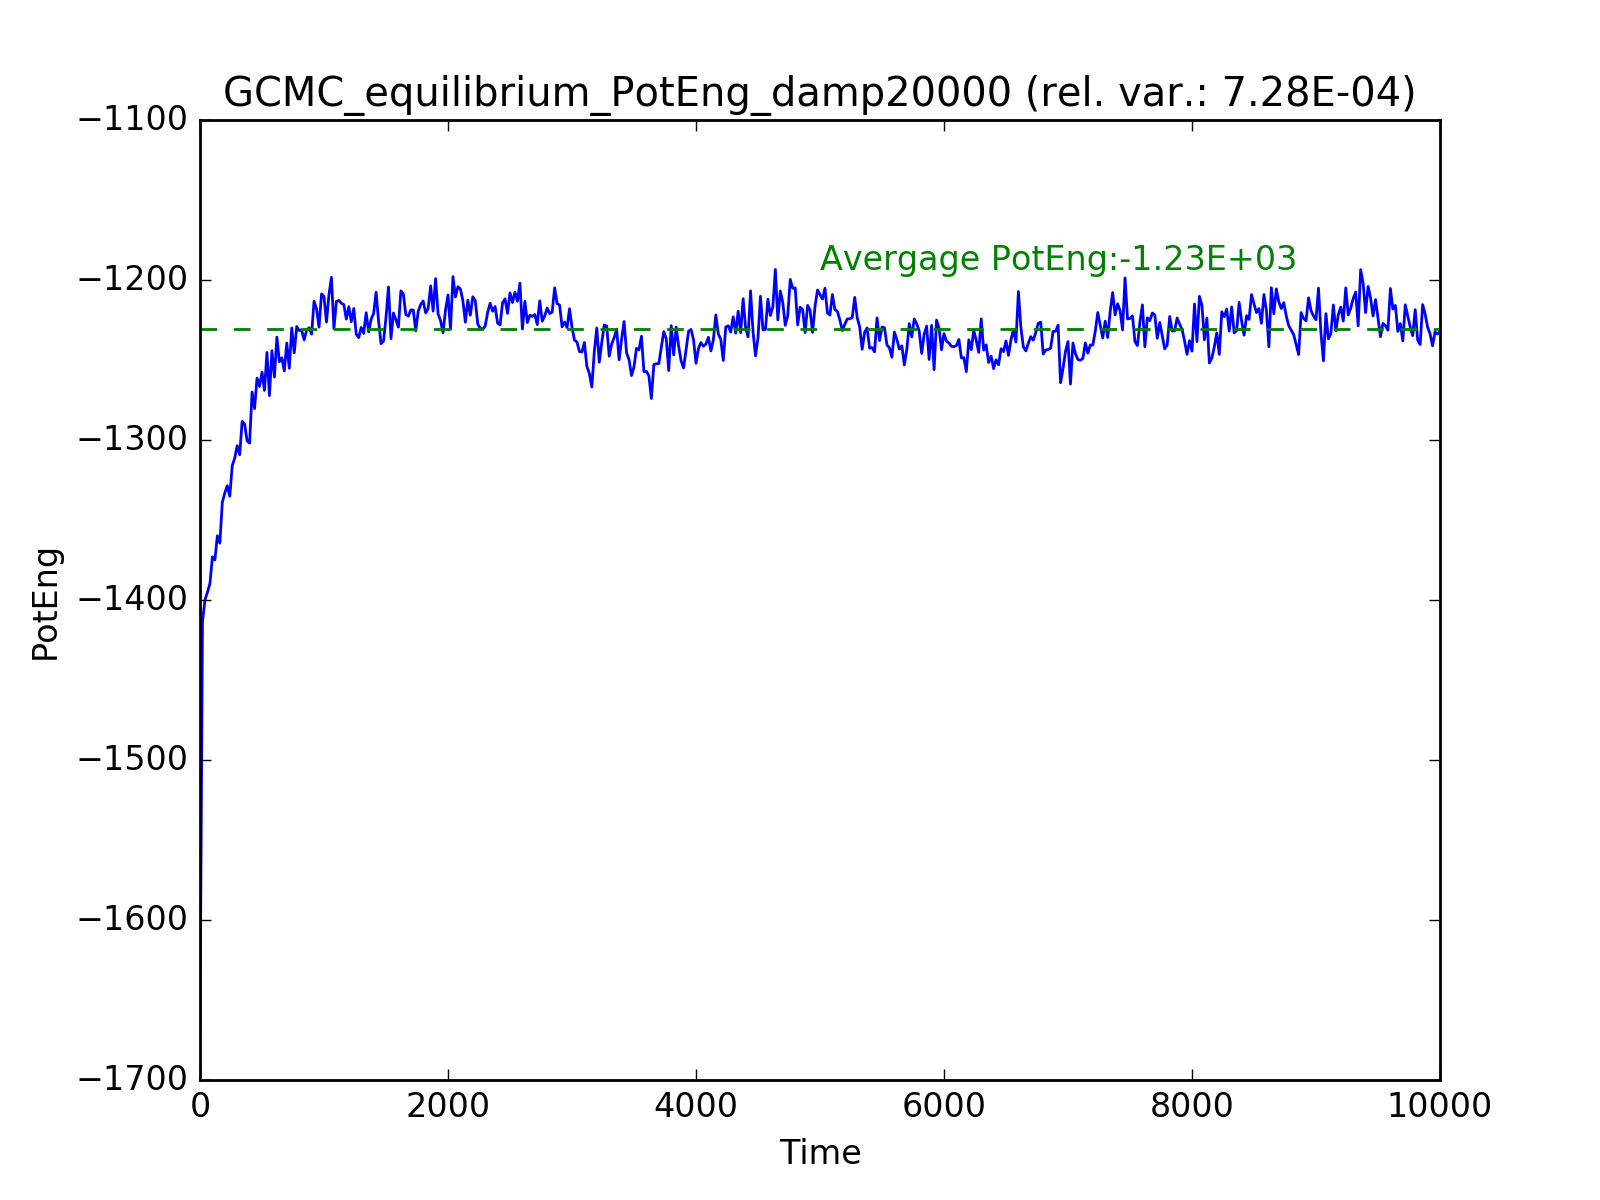 GCMC_equilibrium_PotEng_damp20000 (rel. var.: 7.28E-04)
−1100
−1200
−1300
−1400
−1500
−1600
−1700
PotEng
Avergage PotEng:-1.23E+03
0 2000 4000 6000 8000 10000
Time